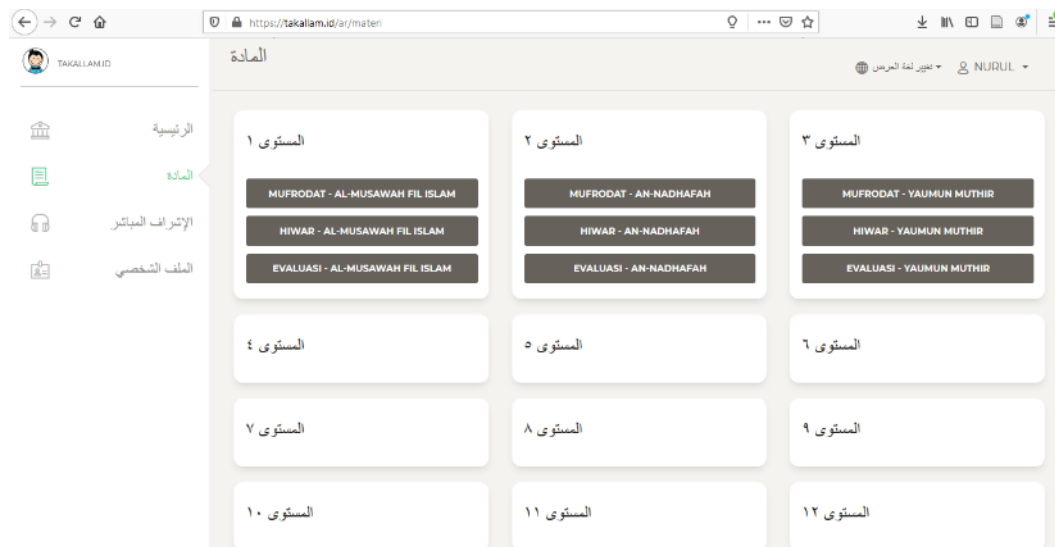 https://takallam.id/ar/materi
TAKALLAM.ID
المادة
تغيير لغة العرض
NURUL
الرئيسية
المادة
الإشراف المباشر
الملف الشخصي
المستوى ١
MUFRODAT - AL-MUSAWAH FIL ISLAM
HIWAR - AL-MUSAWAH FIL ISLAM
EVALUASI - AL-MUSAWAH FIL ISLAM
المستوى ٢
MUFRODAT - AN-NADHAFAH
HIWAR - AN-NADHAFAH
EVALUASI - AN-NADHAFAH
المستوى ٣
MUFRODAT - YAUMUN MUTHIR
HIWAR - YAUMUN MUTHIR
EVALUASI - YAUMUN MUTHIR
المستوى ٤
المستوى ٥
المستوى ٦
المستوى ٧
المستوى ٨
المستوى ٩
المستوى ١٠
المستوى ١١
المستوى ١٢